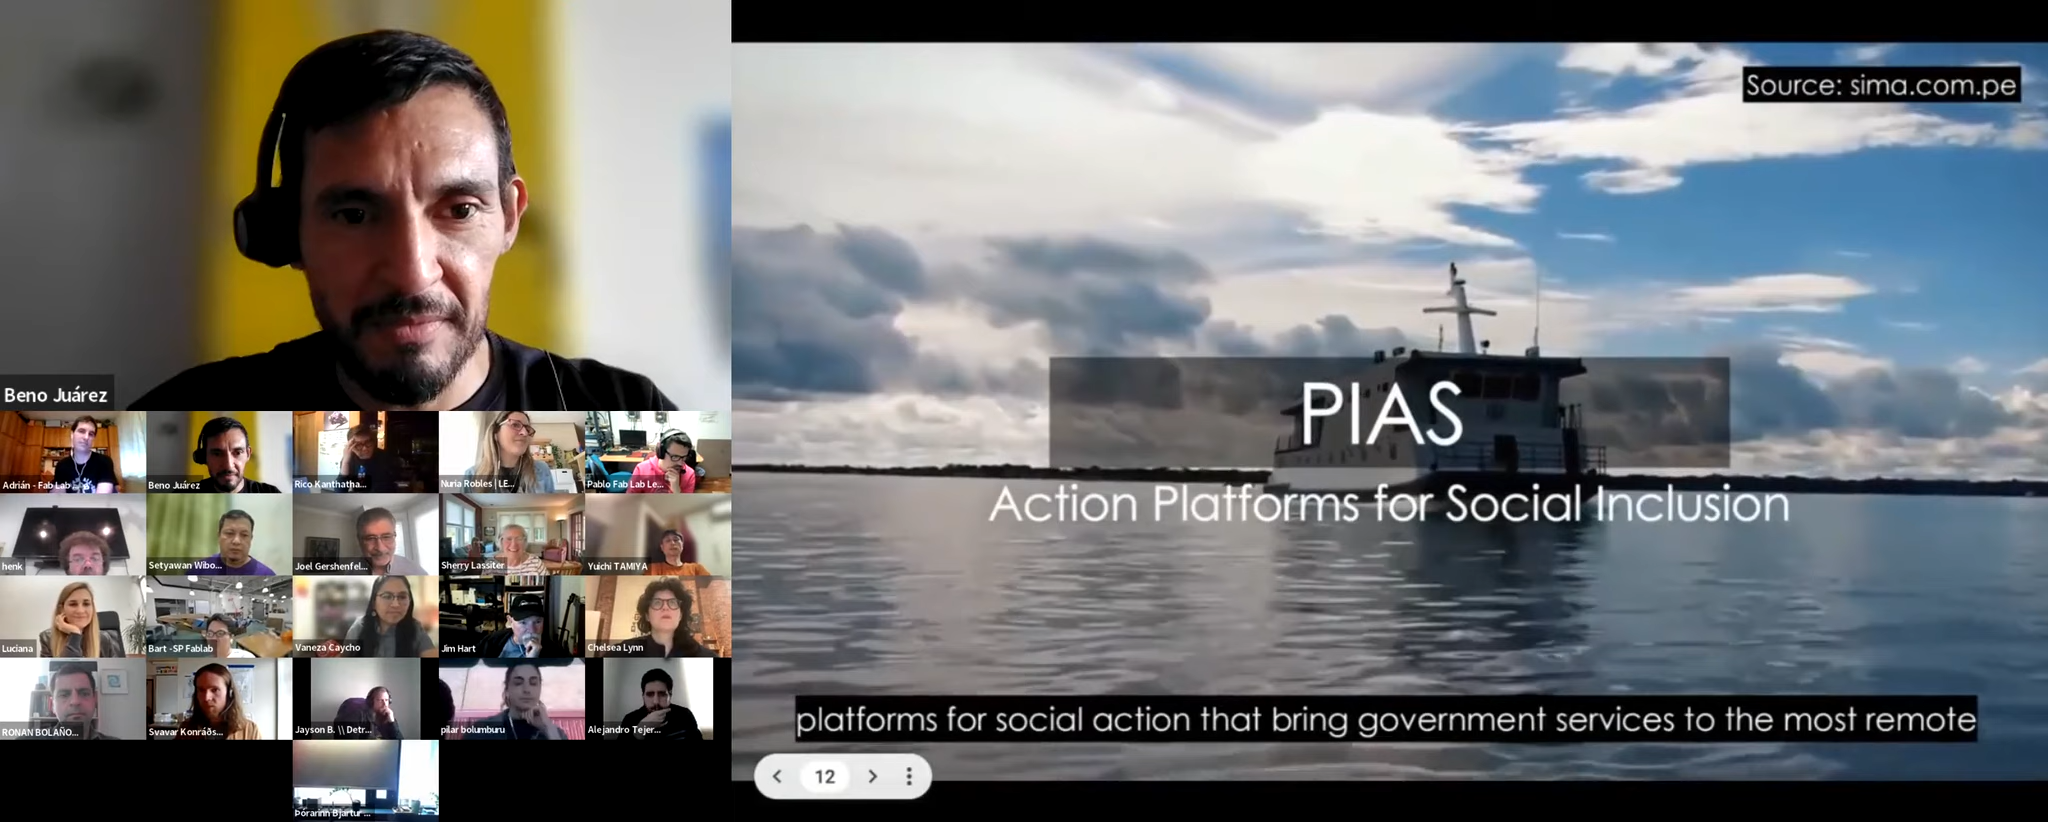 Beno Juárez
Adrián - Fab Lab ...
Beno Juárez
Rico Kanthatha...
Nuria Robles | LE...
Pablo Fab Lab Le...
henk
Setyawan Wibo...
Joel Gershenfel...
Sherry Lassiter
Yuichi TAMIYA
Luciana
Bart -SP Fablab
Vaneza Caycho
Jim Hart
Chelsea Lynn
RONAN BOLAÑO...
Svavar Konráðs...
Jayson B. \\ Detr...
pilar bolumburu
Alejandro Tejer...
Þórarinn Bjartur ...
Source: sima.com.pe
PIAS
Action Platforms for Social Inclusion
platforms for social action that bring government services to the most remote
12